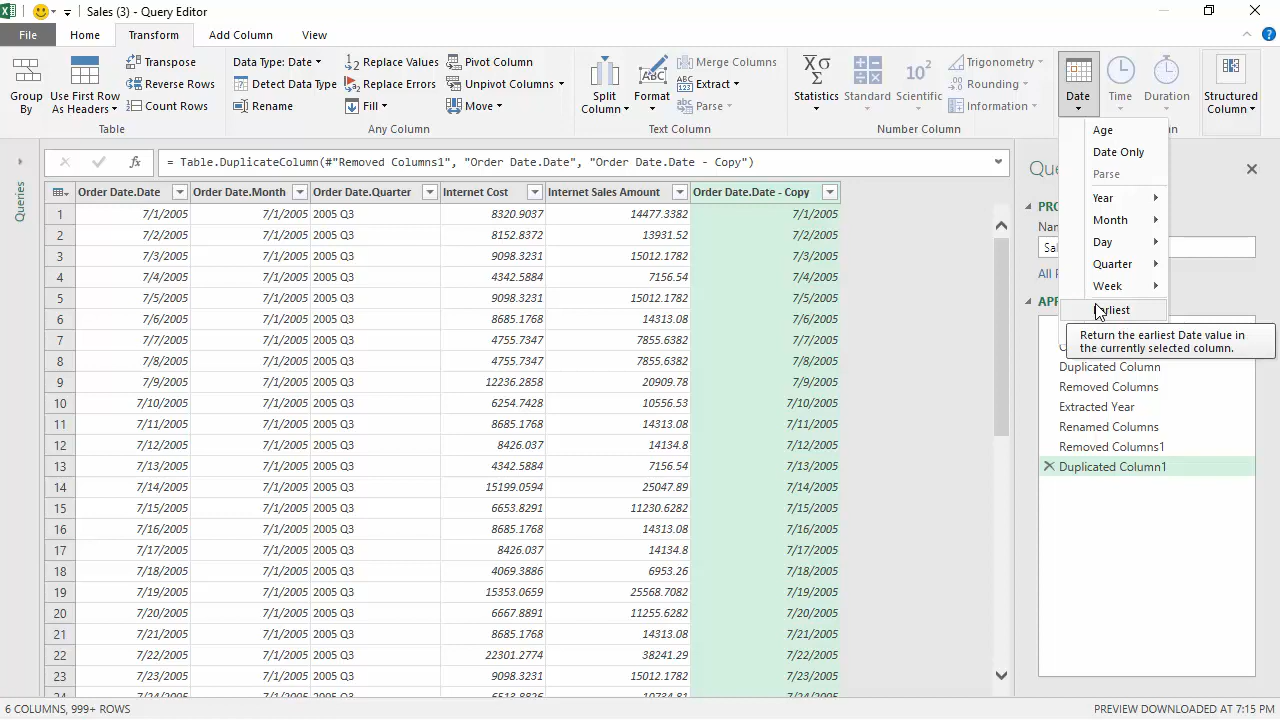 Sales (3) - Query Editor
File Home Transform Add Column View
Group By
Use First Row As Headers
Transpose
Reverse Rows
Count Rows
Table
Data Type: Date
Detect Data Type
Rename
Replace Values
Replace Errors
Fill
Pivot Column
Unpivot Columns
Move
Any Column
Split Column
Format
Merge Columns
Extract
Parse
Text Column
Statistics
Standard
Scientific
Trigonometry
Rounding
Information
Number Column
Date
Time
Duration
Structured Column
Age
Date Only
Parse
Year
Month
Day
Quarter
Week
Earliest
Return the earliest Date value in
the currently selected column.
Queries
= Table.DuplicateColumn(#"Removed Columns1", "Order Date.Date", "Order Date.Date - Copy")
Order Date.Date Order Date.Month Order Date.Quarter Internet Cost Internet Sales Amount Order Date.Date - Copy
1 7/1/2005 7/1/2005 2005 Q3 8320.9037 14477.3382 7/1/2005
2 7/2/2005 7/1/2005 2005 Q3 8152.8372 13931.52 7/2/2005
3 7/3/2005 7/1/2005 2005 Q3 9098.3231 15012.1782 7/3/2005
4 7/4/2005 7/1/2005 2005 Q3 4342.5884 7156.54 7/4/2005
5 7/5/2005 7/1/2005 2005 Q3 9098.3231 15012.1782 7/5/2005
6 7/6/2005 7/1/2005 2005 Q3 8685.1768 14313.08 7/6/2005
7 7/7/2005 7/1/2005 2005 Q3 4755.7347 7855.6382 7/7/2005
8 7/8/2005 7/1/2005 2005 Q3 4755.7347 7855.6382 7/8/2005
9 7/9/2005 7/1/2005 2005 Q3 12236.2858 20909.78 7/9/2005
10 7/10/2005 7/1/2005 2005 Q3 6254.7428 10556.53 7/10/2005
11 7/11/2005 7/1/2005 2005 Q3 8685.1768 14313.08 7/11/2005
12 7/12/2005 7/1/2005 2005 Q3 8426.037 14134.8 7/12/2005
13 7/13/2005 7/1/2005 2005 Q3 4342.5884 7156.54 7/13/2005
14 7/14/2005 7/1/2005 2005 Q3 15199.0594 25047.89 7/14/2005
15 7/15/2005 7/1/2005 2005 Q3 6653.8291 11230.6282 7/15/2005
16 7/16/2005 7/1/2005 2005 Q3 8685.1768 14313.08 7/16/2005
17 7/17/2005 7/1/2005 2005 Q3 8426.037 14134.8 7/17/2005
18 7/18/2005 7/1/2005 2005 Q3 4069.3886 6953.26 7/18/2005
19 7/19/2005 7/1/2005 2005 Q3 15353.0659 25568.7082 7/19/2005
20 7/20/2005 7/1/2005 2005 Q3 6667.8891 11255.6282 7/20/2005
21 7/21/2005 7/1/2005 2005 Q3 8685.1768 14313.08 7/21/2005
22 7/22/2005 7/1/2005 2005 Q3 22301.2774 38241.29 7/22/2005
23 7/23/2005 7/1/2005 2005 Q3 9098.3231 15012.1782 7/23/2005
Duplicated Column
Removed Columns
Extracted Year
Renamed Columns
Removed Columns1
Duplicated Column1
6 COLUMNS, 999+ ROWS
PREVIEW DOWNLOADED AT 7:15 PM